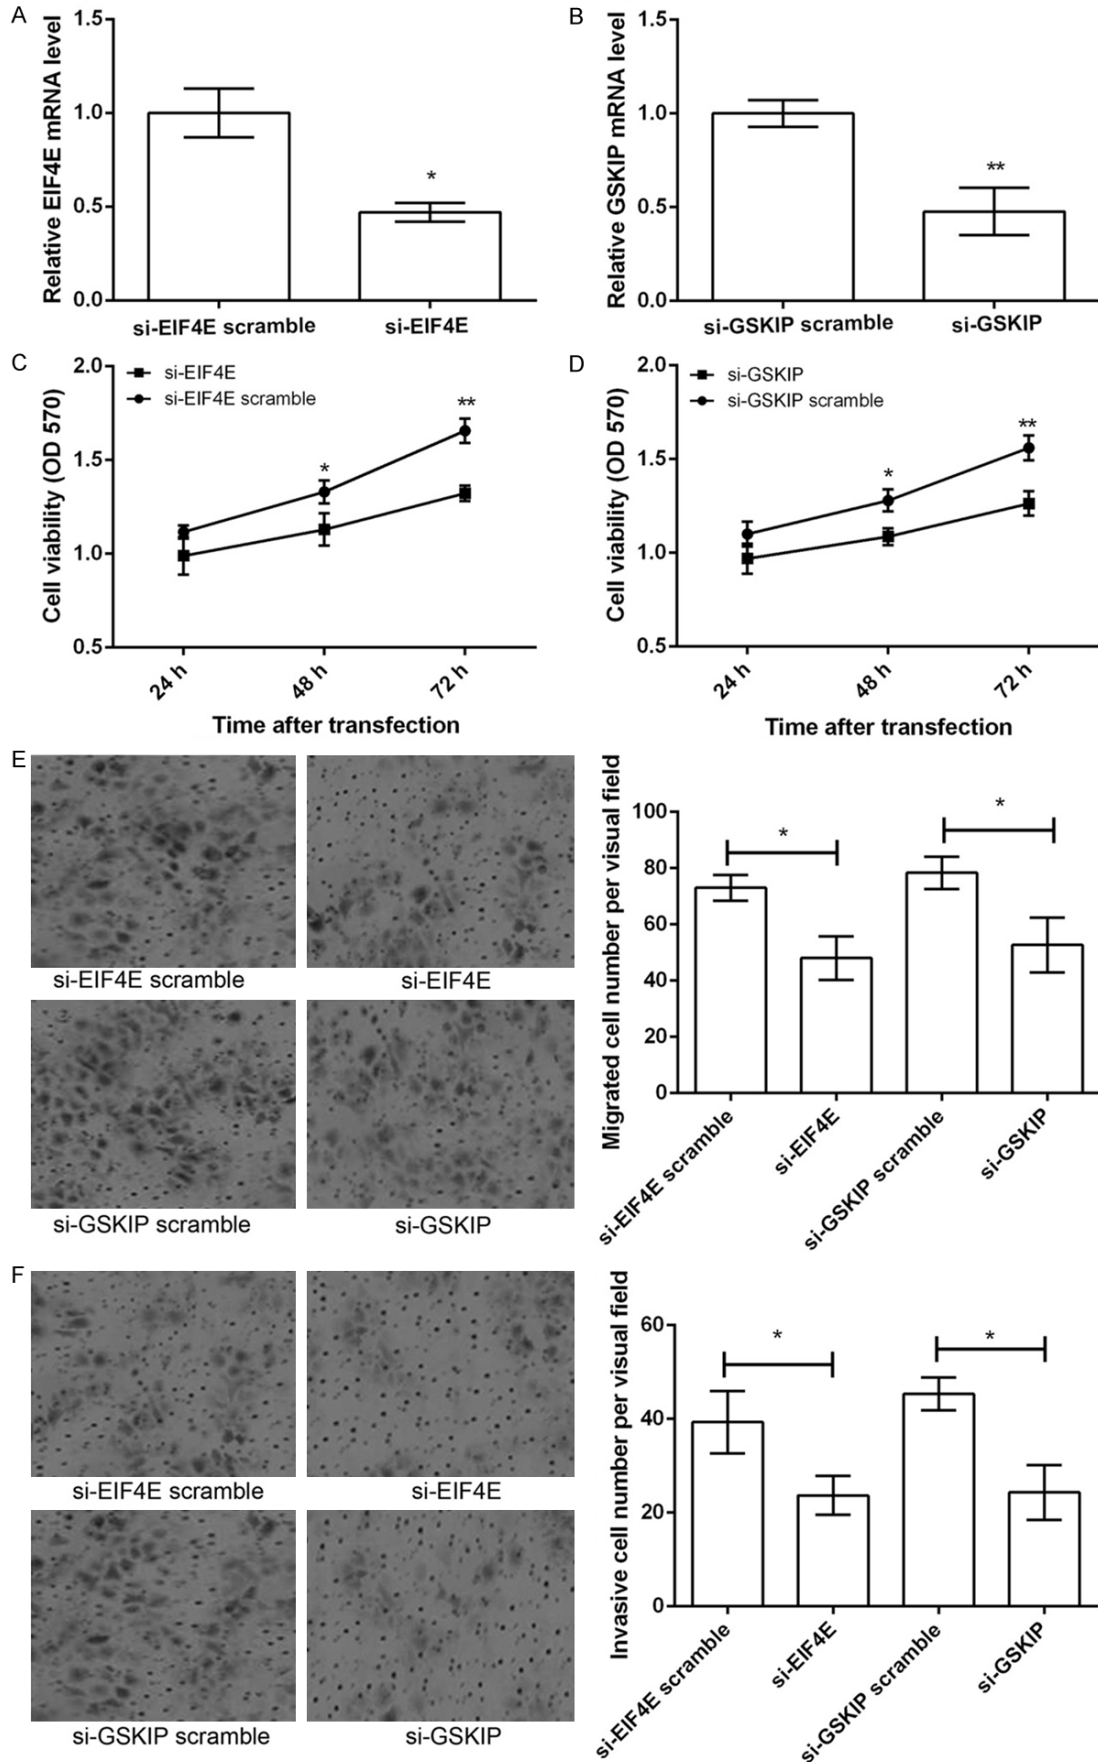 A
Relative EIF4E mRNA level
1.5
1.0
0.5
0.0
*
si-EIF4E scramble
si-EIF4E
B
Relative GSKIP mRNA level
1.5
1.0
0.5
0.0
**
si-GSKIP scramble
si-GSKIP
C
Cell viability (OD 570)
2.0
1.5
1.0
0.5
si-EIF4E
si-EIF4E scramble
*
**
24 h
48 h
72 h
Time after transfection
D
Cell viability (OD 570)
2.0
1.5
1.0
0.5
si-GSKIP
si-GSKIP scramble
*
**
24 h
48 h
72 h
Time after transfection
E
si-EIF4E scramble
si-EIF4E
si-GSKIP scramble
si-GSKIP
Migrated cell number per visual field
100
80
60
40
20
0
*
*
si-EIF4E scramble
si-EIF4E
si-GSKIP scramble
si-GSKIP
F
si-EIF4E scramble
si-EIF4E
si-GSKIP scramble
si-GSKIP
Invasive cell number per visual field
60
40
20
0
*
*
si-EIF4E scramble
si-EIF4E
si-GSKIP scramble
si-GSKIP